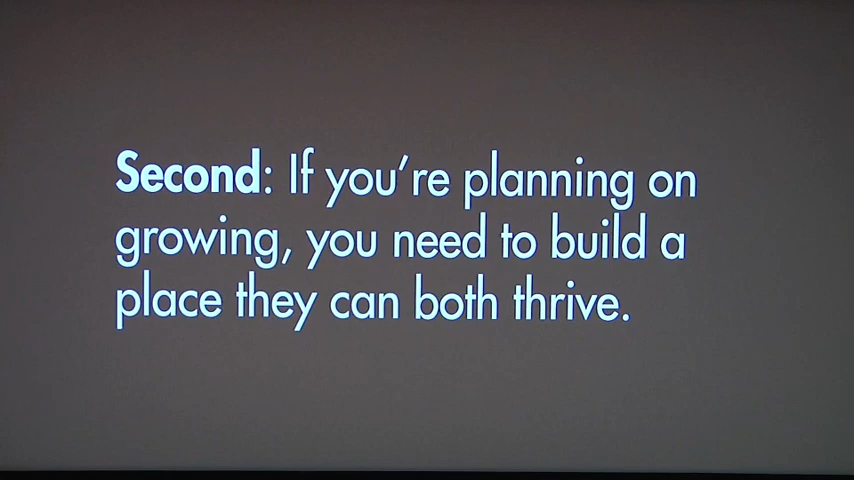 Second: If you’re planning on
growing, you need to build a
place they can both thrive.